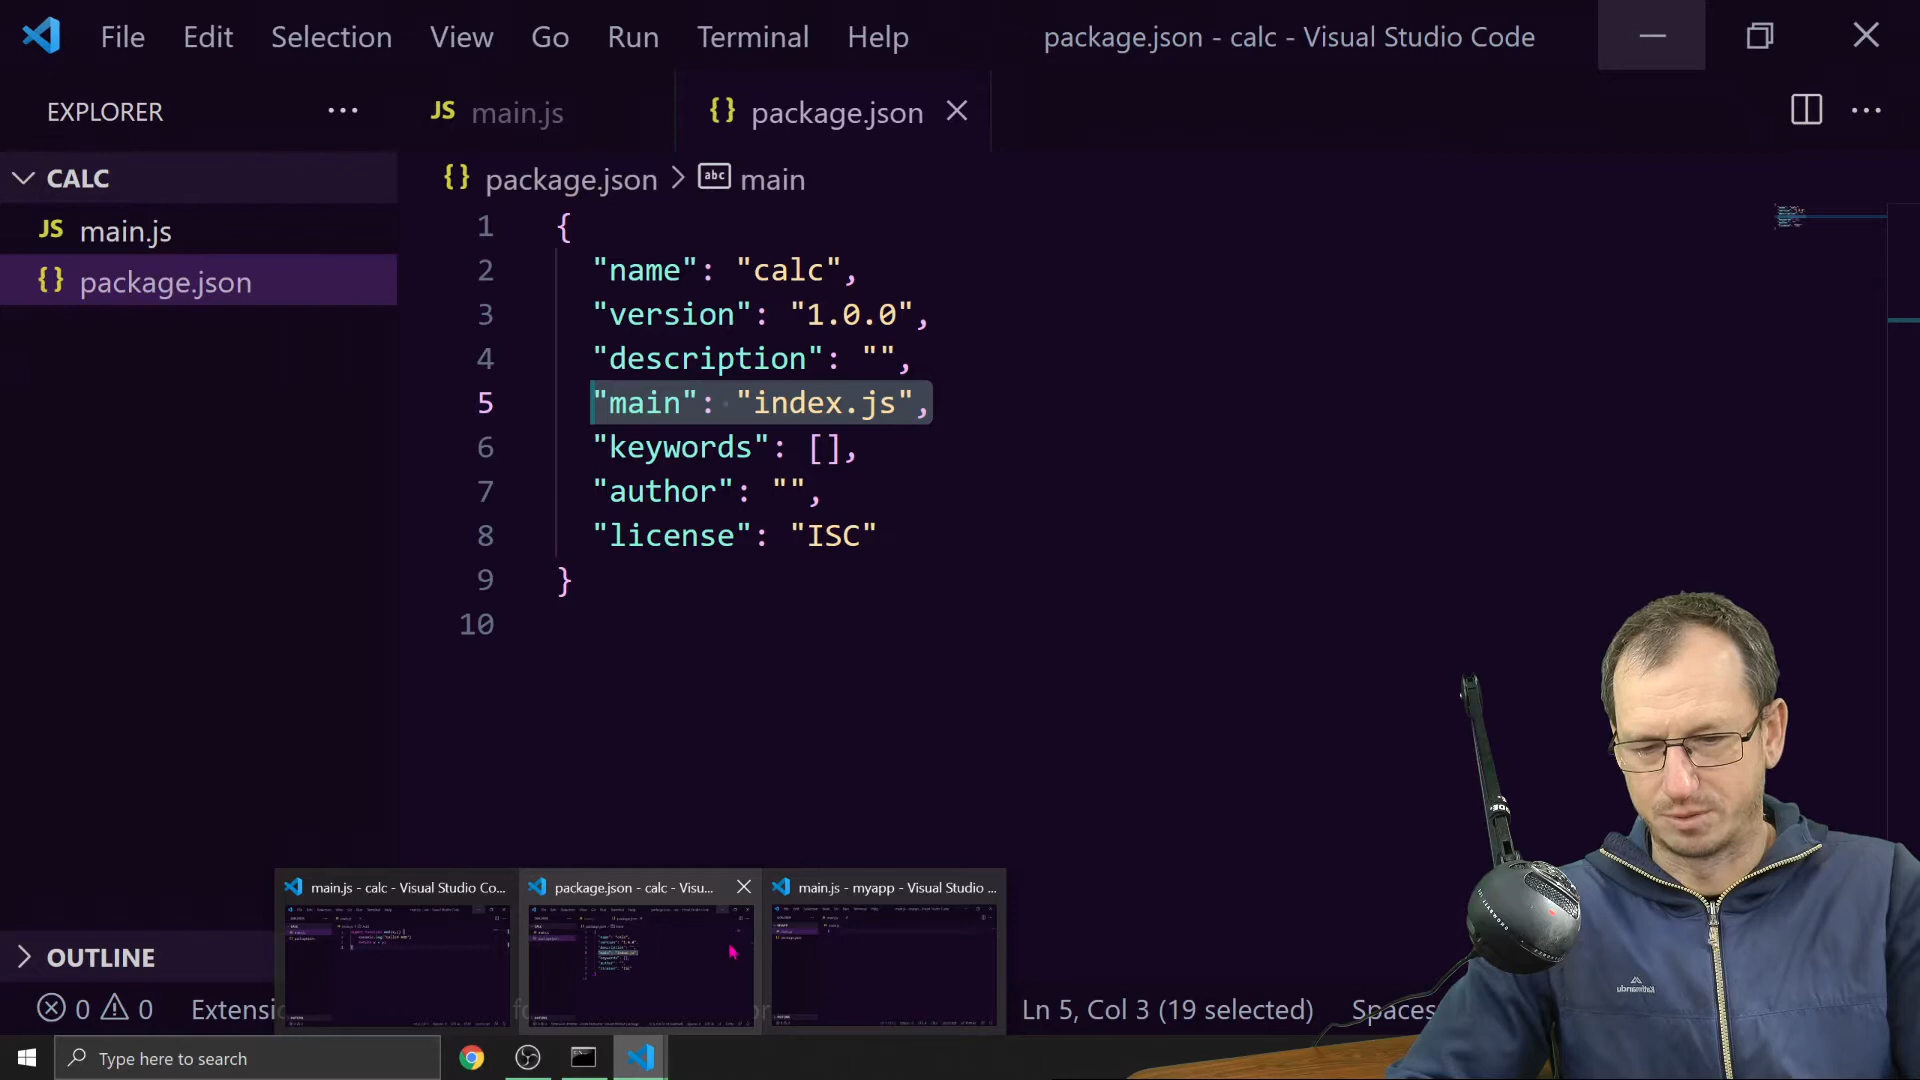 File Edit Selection View Go Run Terminal Help package.json - calc - Visual Studio Code
EXPLORER
JS main.js {} package.json
CALC
{} package.json > abc main
JS main.js
{} package.json
1 {
2 "name": "calc",
3 "version": "1.0.0",
4 "description": "",
5 "main": "index.js",
6 "keywords": [],
7 "author": "",
8 "license": "ISC"
9 }
10
main.js - calc - Visual Studio Co...
package.json - calc - Visu...
main.js - myapp - Visual Studio ...
OUTLINE
0 0 Extensi Ln 5, Col 3 (19 selected) Spaces
Type here to search